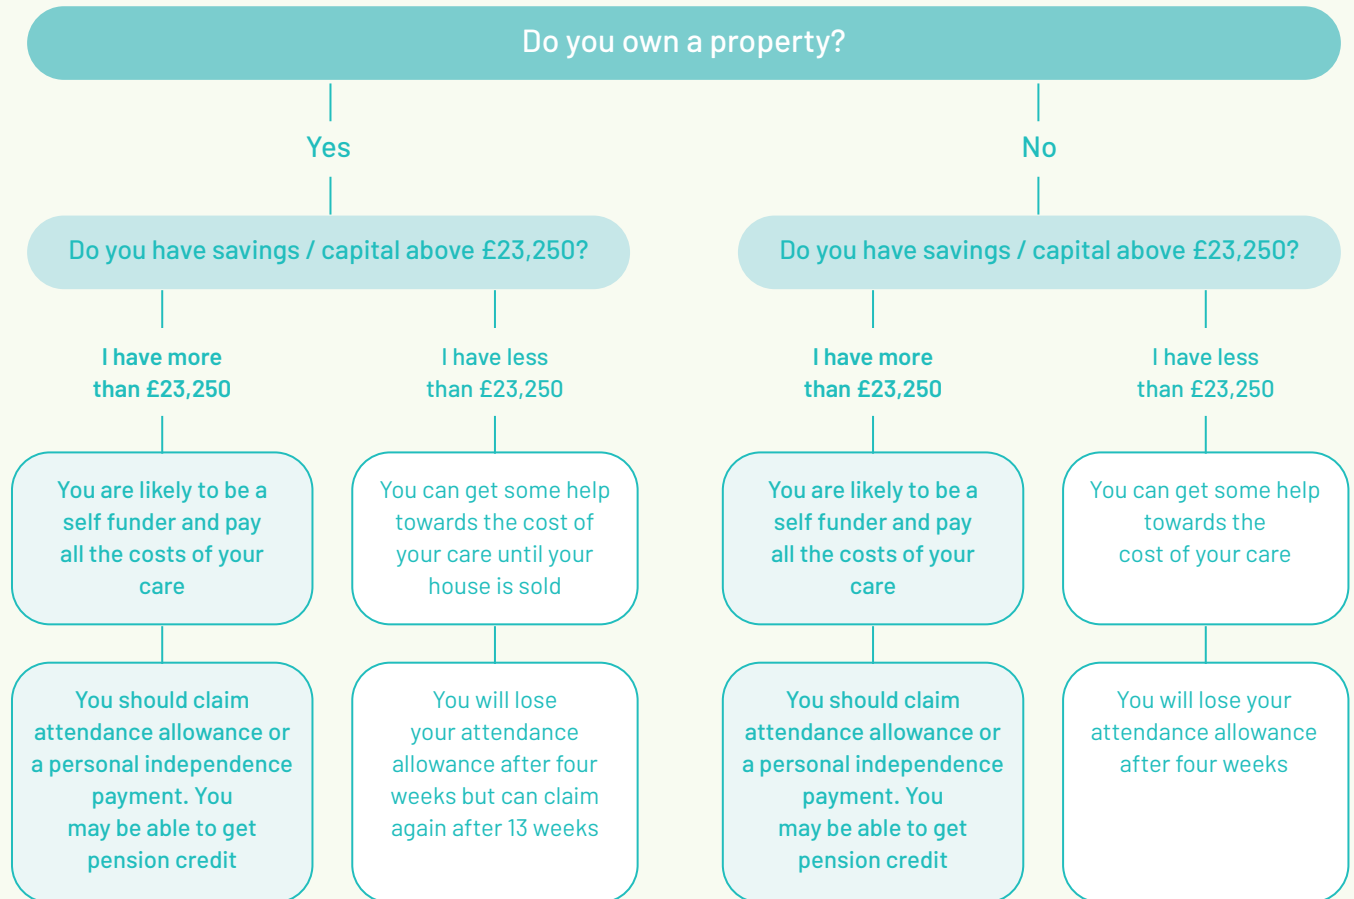 Do you own a property?
Yes
No
Do you have savings / capital above £23,250?
Do you have savings / capital above £23,250?
I have more
than £23,250
I have less
than £23,250
I have more
than £23,250
I have less
than £23,250
You are likely to be a
self funder and pay
all the costs of your
care
You can get some help
towards the cost of
your care until your
house is sold
You are likely to be a
self funder and pay
all the costs of your
care
You can get some help
towards the
cost of your care
You should claim
attendance allowance or
a personal independence
payment. You
may be able to get
pension credit
You will lose
your attendance
allowance after four
weeks but can claim
again after 13 weeks
You should claim
attendance allowance or
a personal independence
payment. You
may be able to get
pension credit
You will lose your
attendance allowance
after four weeks